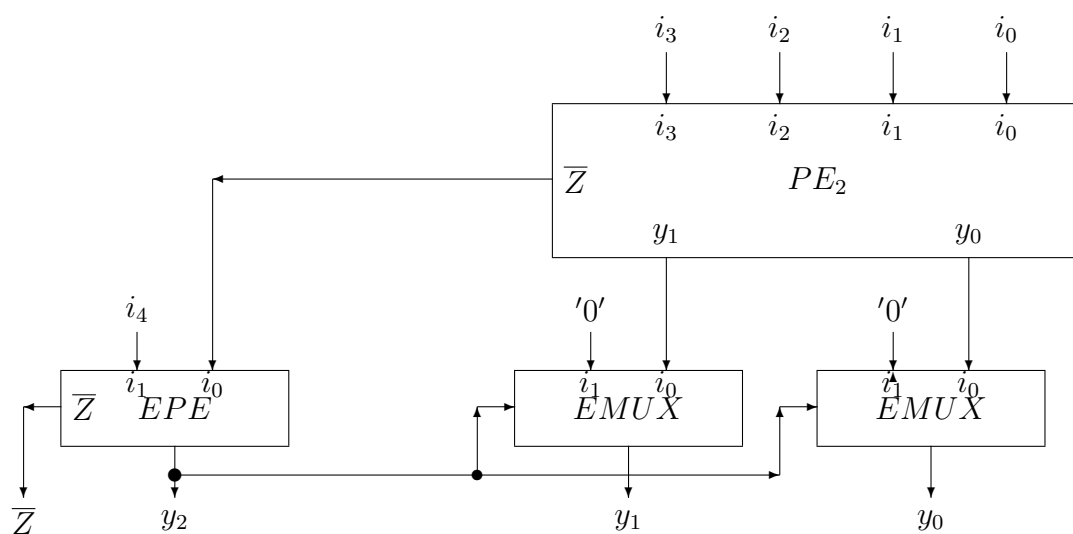 i₃ i₂ i₁ i₀
i₃ i₂ i₁ i₀
Z̅ PE₂
y₁ y₀
i₄ '0' '0'
i₁ i₀ i₁ i₀ i₁ i₀
Z̅ EPE EMUX EMUX
Z̅ y₂ y₁ y₀